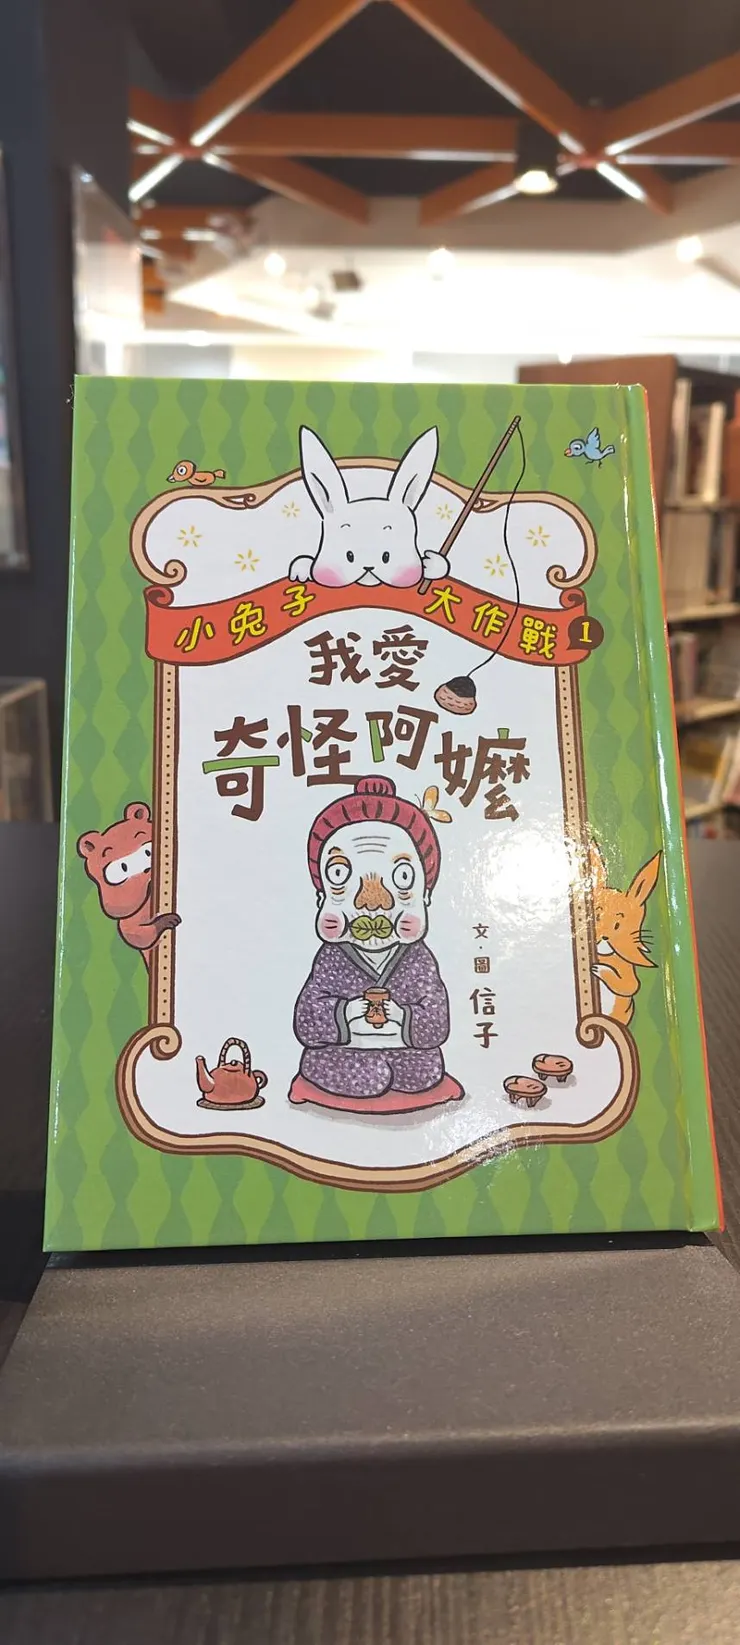 小兔子大作戰1
我愛
奇怪阿嬤
文·圖 信子